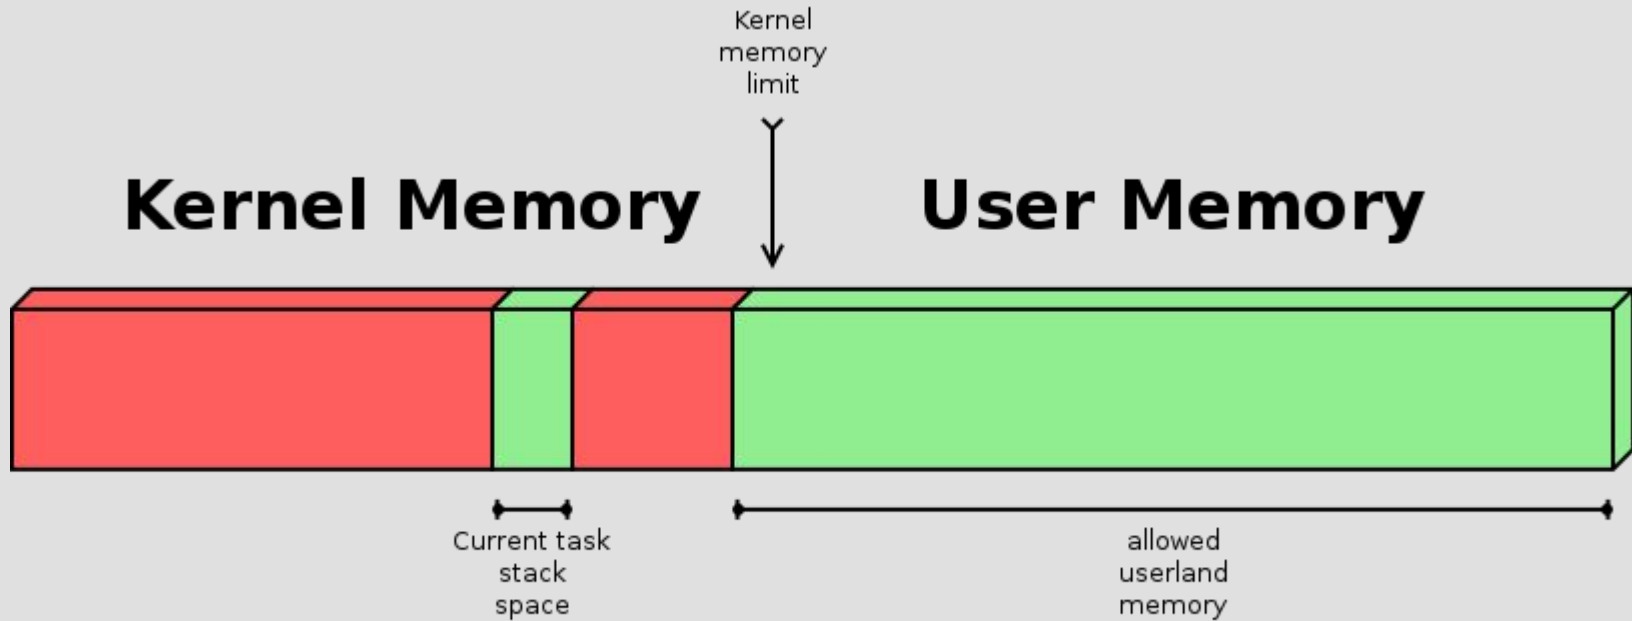 Kernel
memory
limit
Kernel Memory
User Memory
Current task
stack
space
allowed
userland
memory